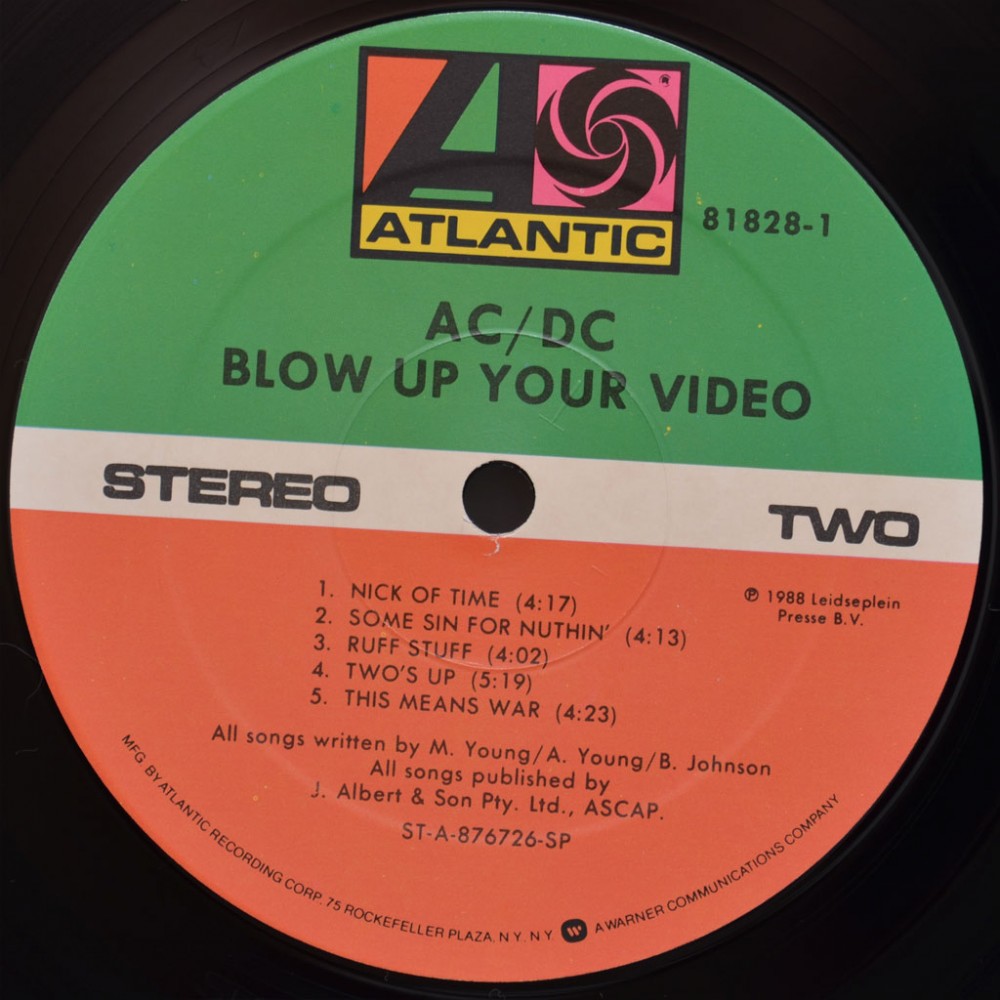 ®
ATLANTIC
81828-1
AC/DC
BLOW UP YOUR VIDEO
STEREO
TWO
1. NICK OF TIME (4:17)
2. SOME SIN FOR NUTHIN' (4:13)
3. RUFF STUFF (4:02)
4. TWO'S UP (5:19)
5. THIS MEANS WAR (4:23)
℗ 1988 Leidseplein
Presse B.V.
All songs written by M. Young/A. Young/B. Johnson
All songs published by
J. Albert & Son Pty. Ltd., ASCAP.
ST-A-876726-SP
MFG. BY ATLANTIC RECORDING CORP. 75 ROCKEFELLER PLAZA, N.Y. N.Y. A WARNER COMMUNICATIONS COMPANY